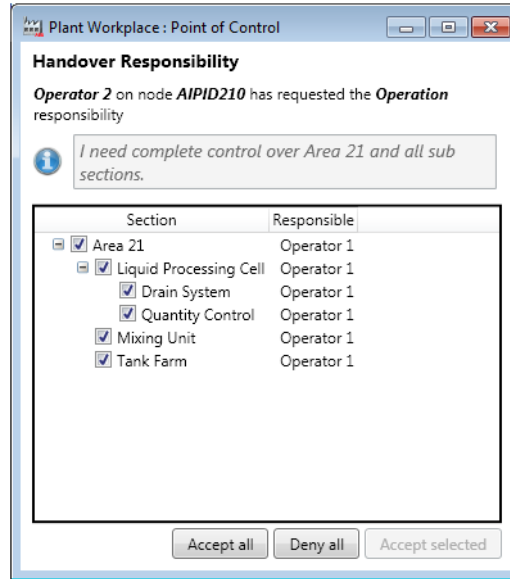 Plant Workplace : Point of Control
Handover Responsibility
Operator 2 on node AIPID210 has requested the Operation
responsibility
I need complete control over Area 21 and all sub
sections.
Section Responsible
Area 21 Operator 1
Liquid Processing Cell Operator 1
Drain System Operator 1
Quantity Control Operator 1
Mixing Unit Operator 1
Tank Farm Operator 1
Accept all Deny all Accept selected